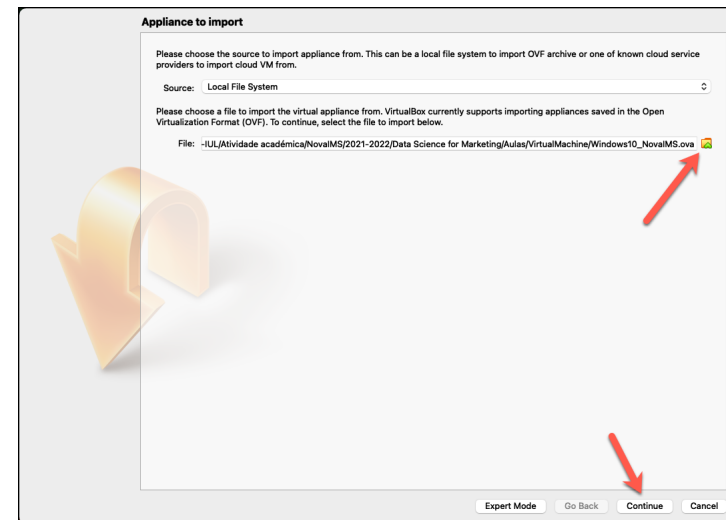 Appliance to import
Please choose the source to import appliance from. This can be a local file system to import OVF archive or one of known cloud service
providers to import cloud VM from.
Source: Local File System
Please choose a file to import the virtual appliance from. VirtualBox currently supports importing appliances saved in the Open
Virtualization Format (OVF). To continue, select the file to import below.
File: -IUL/Atividade académica/NovaIMS/2021-2022/Data Science for Marketing/Aulas/VirtualMachine/Windows10_NovaIMS.ova
Expert Mode Go Back Continue Cancel